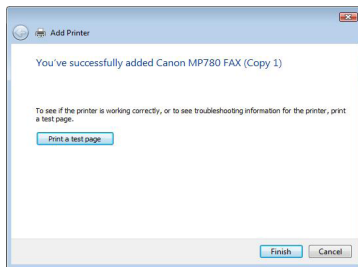 Add Printer
You've successfully added Canon MP780 FAX (Copy 1)
To see if the printer is working correctly, or to see troubleshooting information for the printer, print
a test page.
Print a test page
Finish Cancel